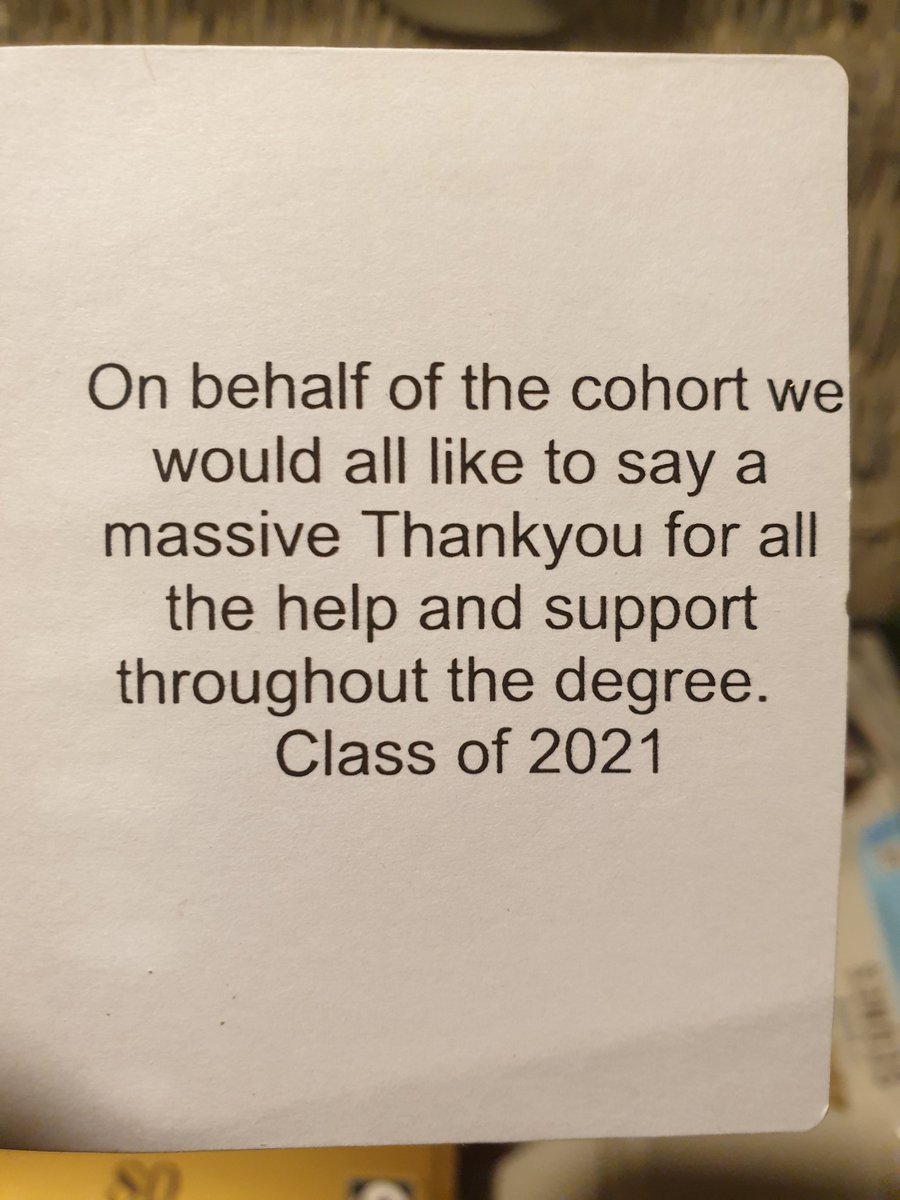 On behalf of the cohort we
would all like to say a
massive Thankyou for all
the help and support
throughout the degree.
Class of 2021
80